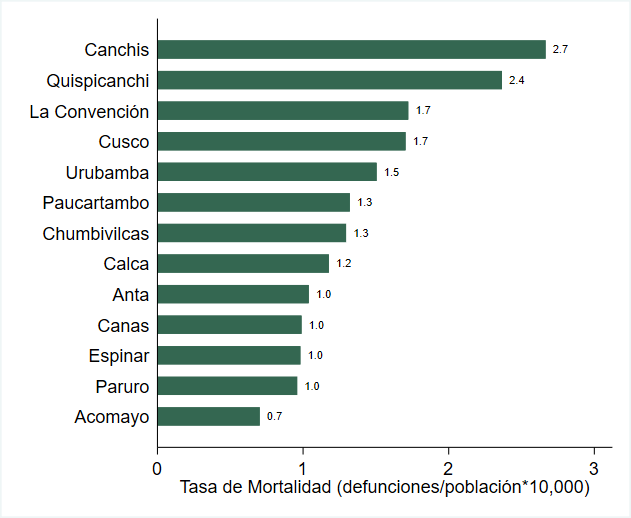 Canchis 2.7
Quispicanchi 2.4
La Convención 1.7
Cusco 1.7
Urubamba 1.5
Paucartambo 1.3
Chumbivilcas 1.3
Calca 1.2
Anta 1.0
Canas 1.0
Espinar 1.0
Paruro 1.0
Acomayo 0.7
0 1 2 3
Tasa de Mortalidad (defunciones/población*10,000)